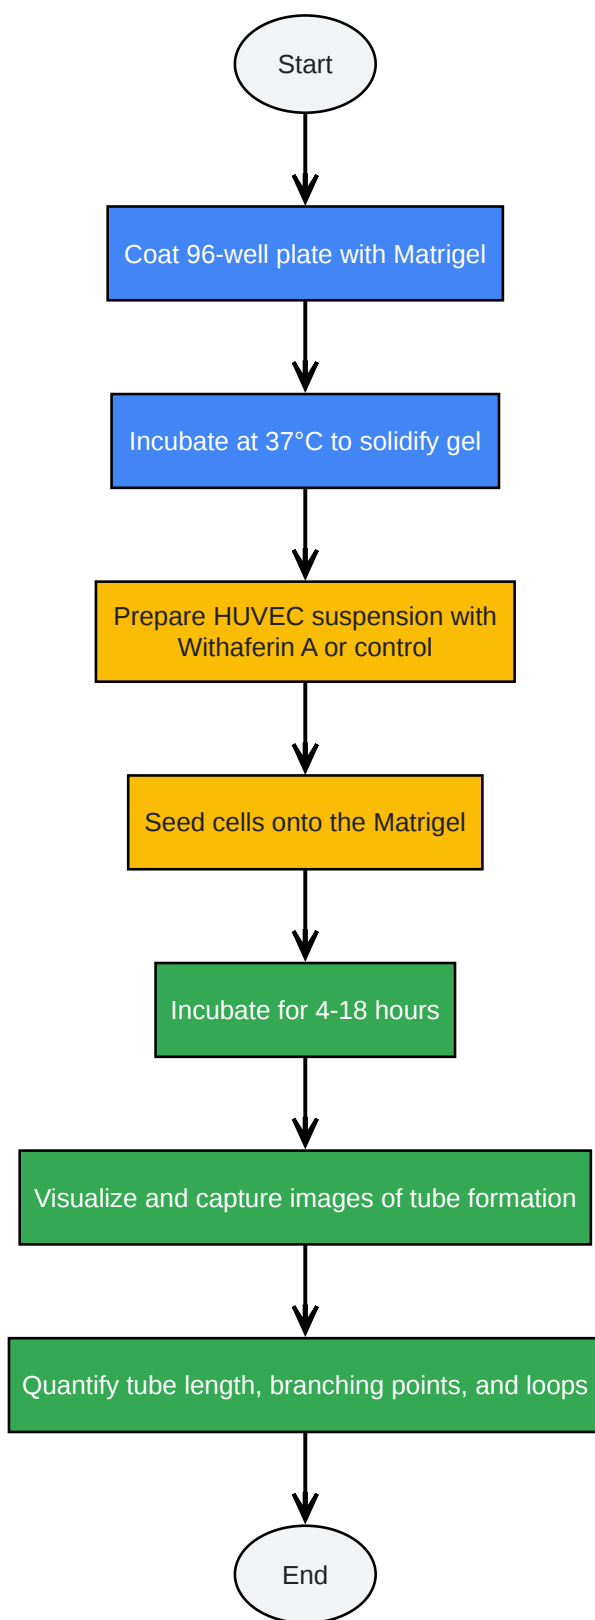 Start
Coat 96-well plate with Matrigel
Incubate at 37°C to solidify gel
Prepare HUVEC suspension with
Withaferin A or control
Seed cells onto the Matrigel
Incubate for 4-18 hours
Visualize and capture images of tube formation
Quantify tube length, branching points, and loops
End